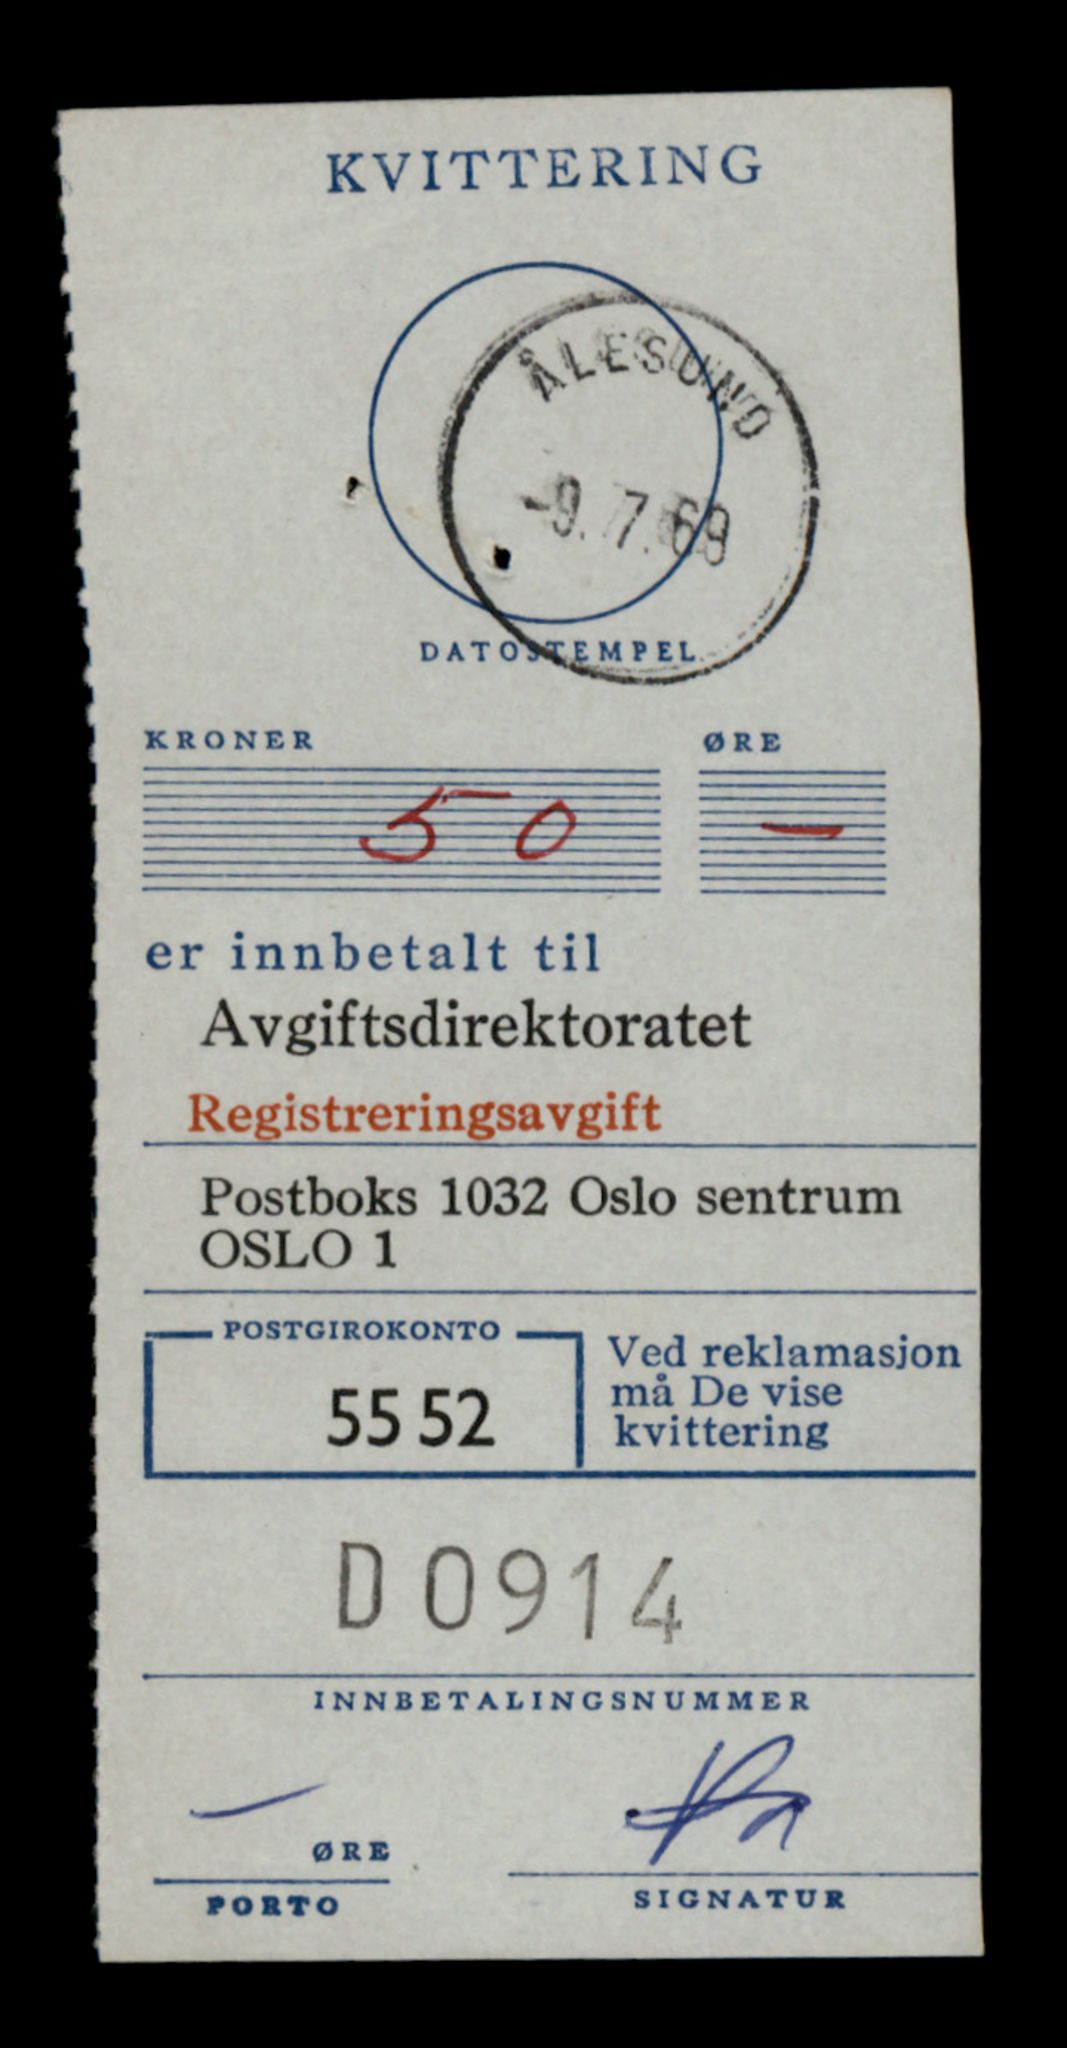 KVITTERING
ÅLESUND
-9. 7. 69
DATOSTEMPEL
KRONER ØRE
50 —
er innbetalt til
Avgiftsdirektoratet
Registreringsavgift
Postboks 1032 Oslo sentrum
OSLO 1
POSTGIROKONTO
55 52
Ved reklamasjon
må De vise
kvittering
D0914
INNBETALINGSNUMMER
— ØRE
PORTO
SIGNATUR